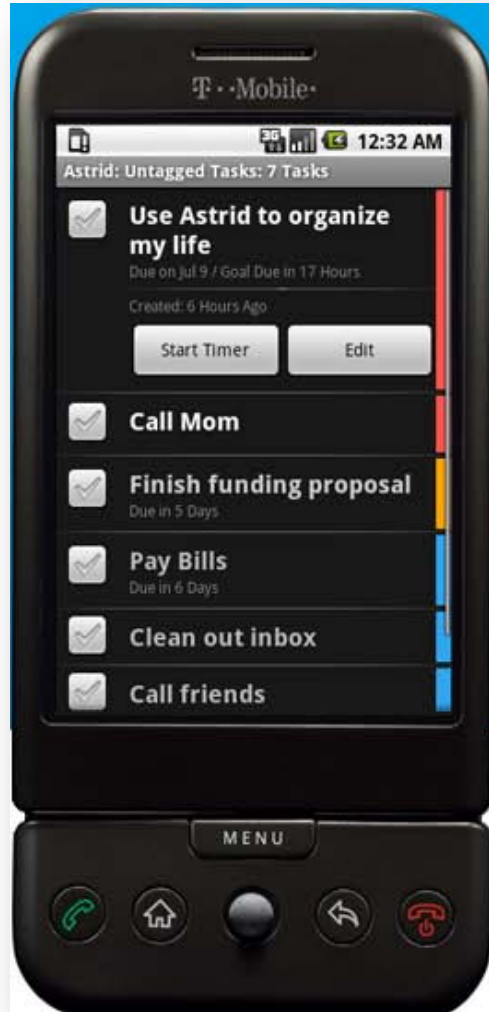 T··Mobile·
3G
12:32 AM
Astrid: Untagged Tasks: 7 Tasks
Use Astrid to organize
my life
Due on Jul 9 / Goal Due in 17 Hours
Created: 6 Hours Ago
Start Timer
Edit
Call Mom
Finish funding proposal
Due in 5 Days
Pay Bills
Due in 6 Days
Clean out inbox
Call friends
MENU